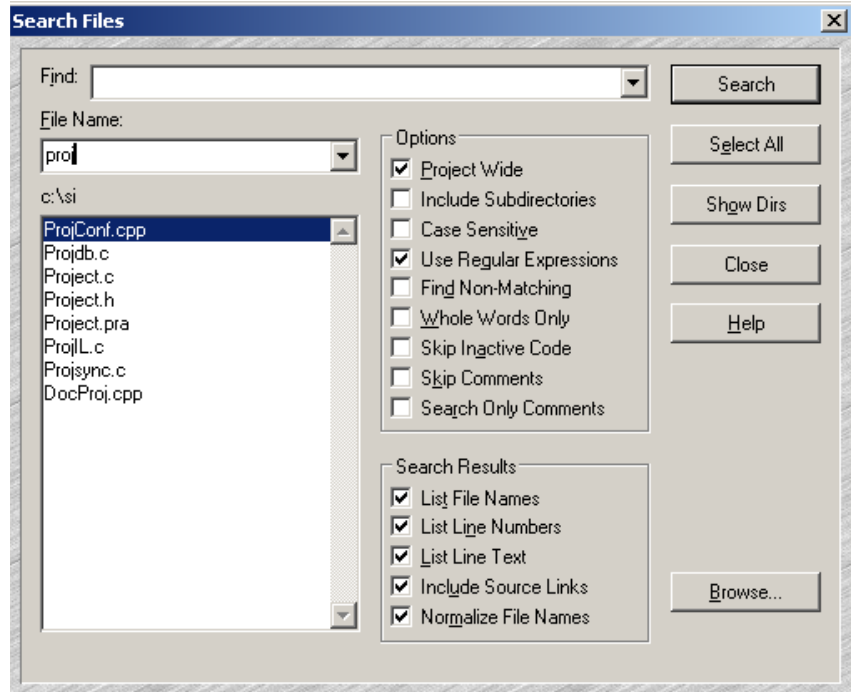 Search Files
Find:
Search
File Name:
proj
c:\si
ProjConf.cpp
Projdb.c
Project.c
Project.h
Project.pra
ProjIL.c
Projsync.c
DocProj.cpp
Options
Project Wide
Include Subdirectories
Case Sensitive
Use Regular Expressions
Find Non-Matching
Whole Words Only
Skip Inactive Code
Skip Comments
Search Only Comments
Search Results
List File Names
List Line Numbers
List Line Text
Include Source Links
Normalize File Names
Select All
Show Dirs
Close
Help
Browse...